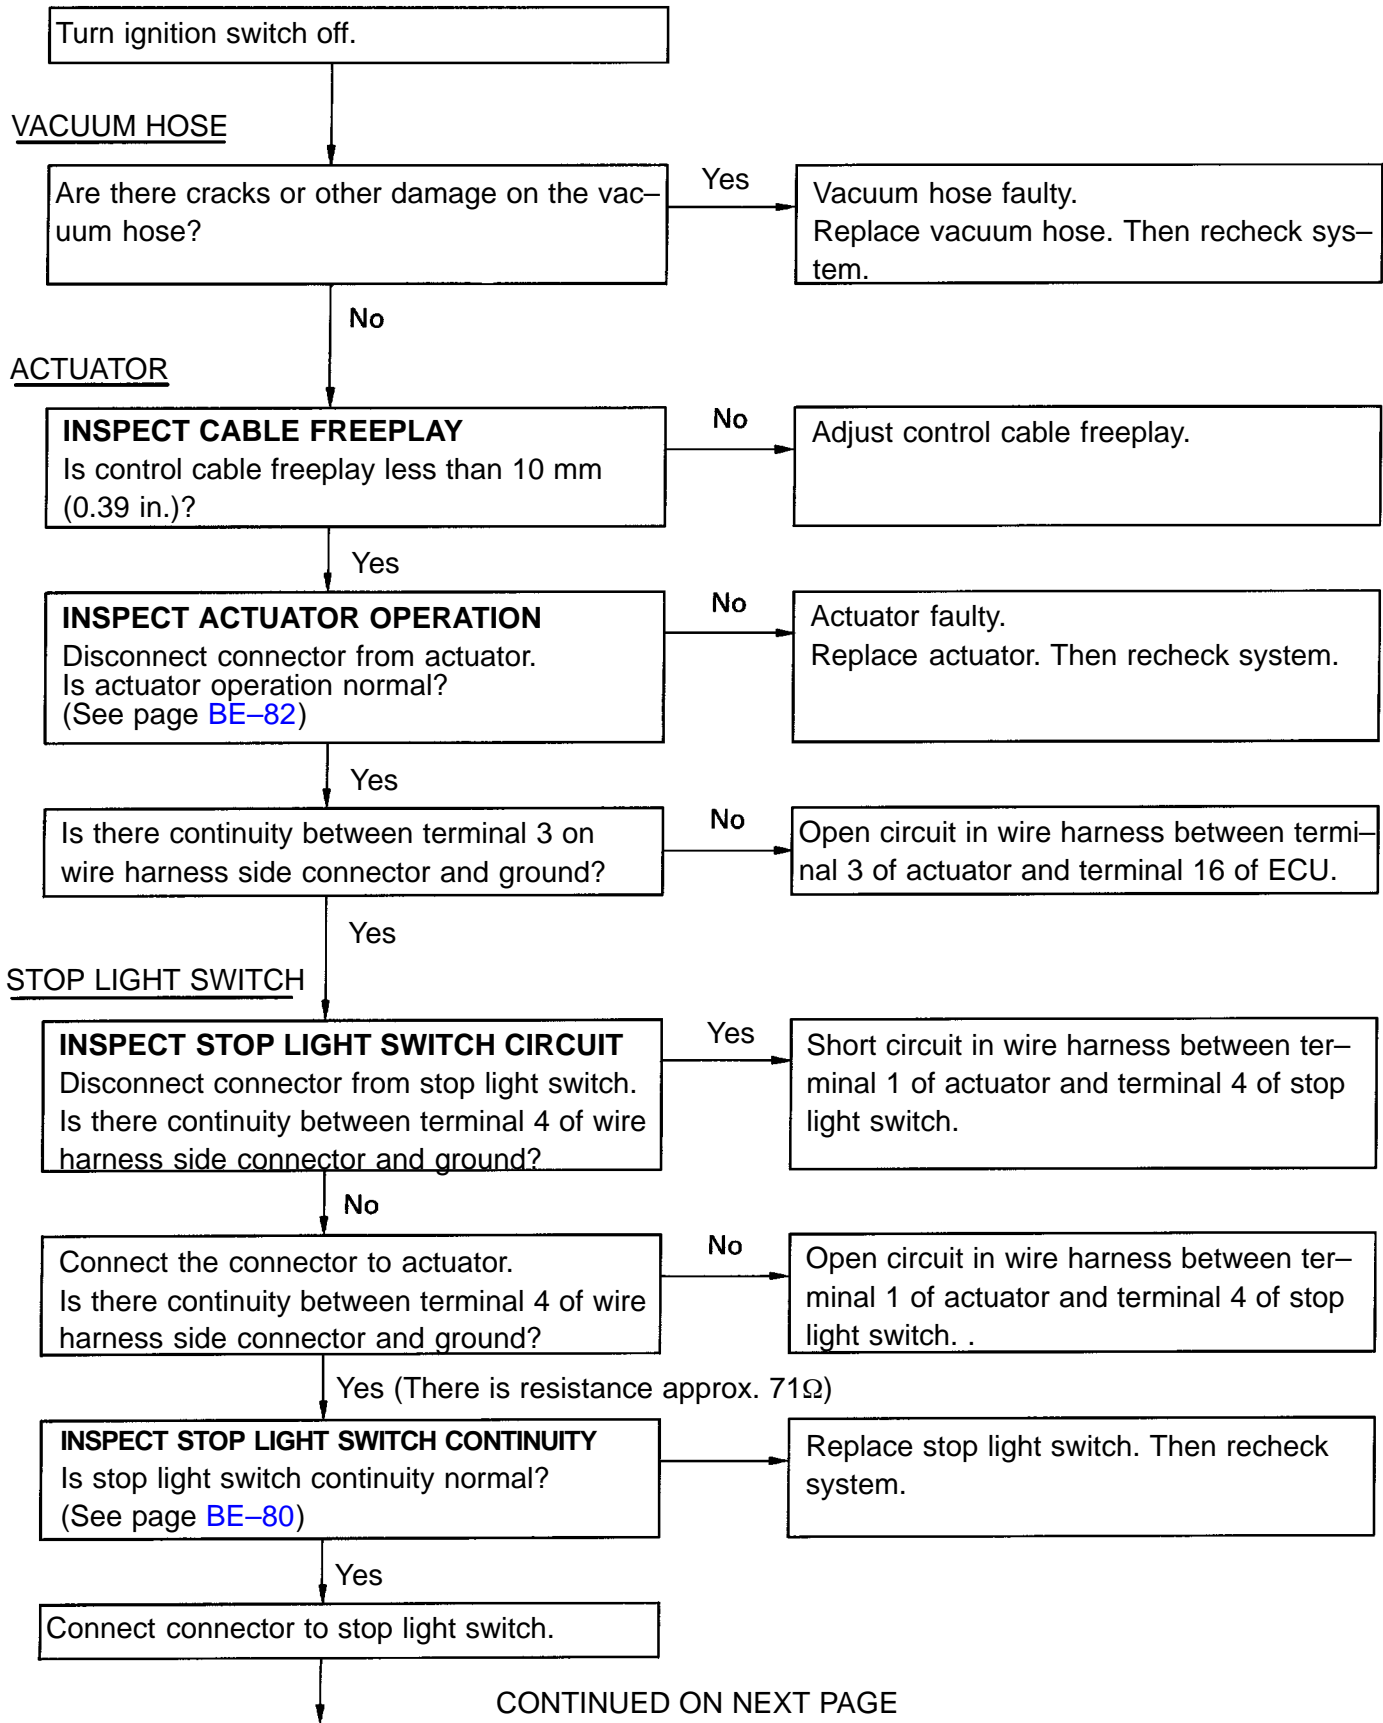 Turn ignition switch off.
VACUUM HOSE
Are there cracks or other damage on the vac–
uum hose?
Yes
Vacuum hose faulty.
Replace vacuum hose. Then recheck sys–
tem.
No
ACTUATOR
INSPECT CABLE FREEPLAY
Is control cable freeplay less than 10 mm
(0.39 in.)?
No
Adjust control cable freeplay.
Yes
INSPECT ACTUATOR OPERATION
Disconnect connector from actuator.
Is actuator operation normal?
(See page BE–82)
No
Actuator faulty.
Replace actuator. Then recheck system.
Yes
Is there continuity between terminal 3 on
wire harness side connector and ground?
No
Open circuit in wire harness between termi–
nal 3 of actuator and terminal 16 of ECU.
Yes
STOP LIGHT SWITCH
INSPECT STOP LIGHT SWITCH CIRCUIT
Disconnect connector from stop light switch.
Is there continuity between terminal 4 of wire
harness side connector and ground?
Yes
Short circuit in wire harness between ter–
minal 1 of actuator and terminal 4 of stop
light switch.
No
Connect the connector to actuator.
Is there continuity between terminal 4 of wire
harness side connector and ground?
No
Open circuit in wire harness between ter–
minal 1 of actuator and terminal 4 of stop
light switch. .
Yes (There is resistance approx. 71Ω)
INSPECT STOP LIGHT SWITCH CONTINUITY
Is stop light switch continuity normal?
(See page BE–80)
Replace stop light switch. Then recheck
system.
Yes
Connect connector to stop light switch.
CONTINUED ON NEXT PAGE